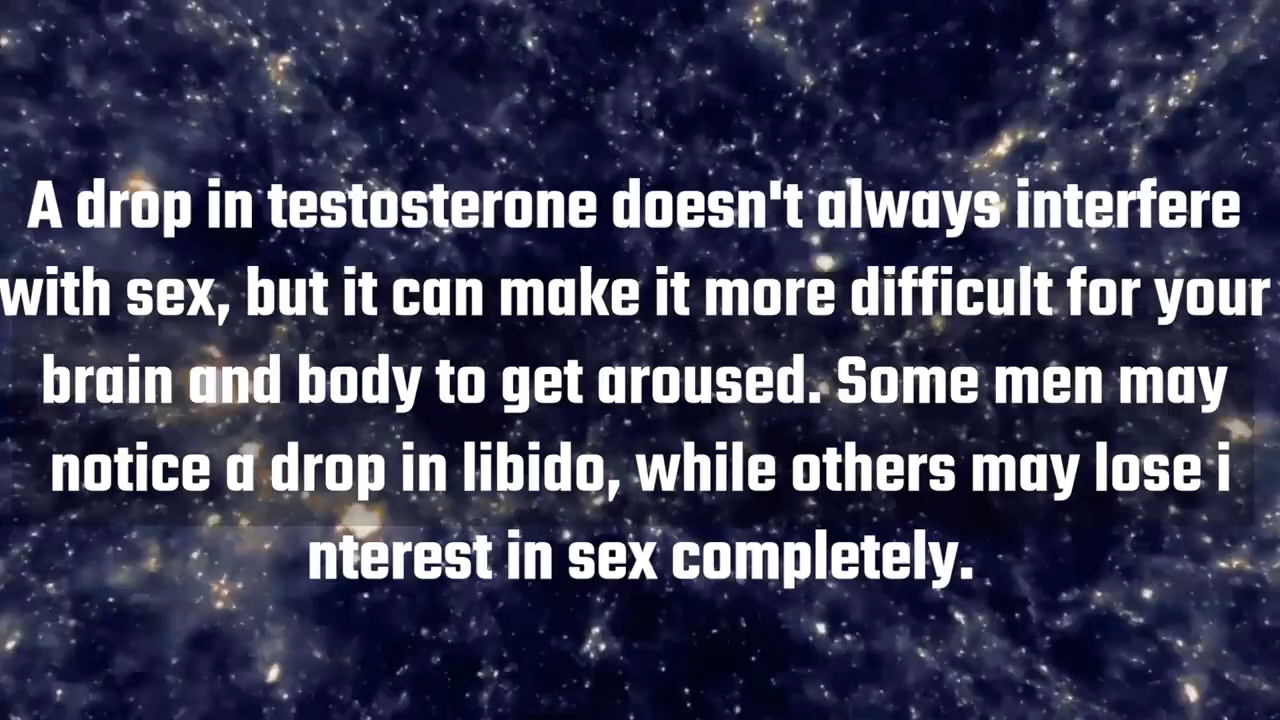 A drop in testosterone doesn't always interfere
with sex, but it can make it more difficult for your
brain and body to get aroused. Some men may
notice a drop in libido, while others may lose i
nterest in sex completely.